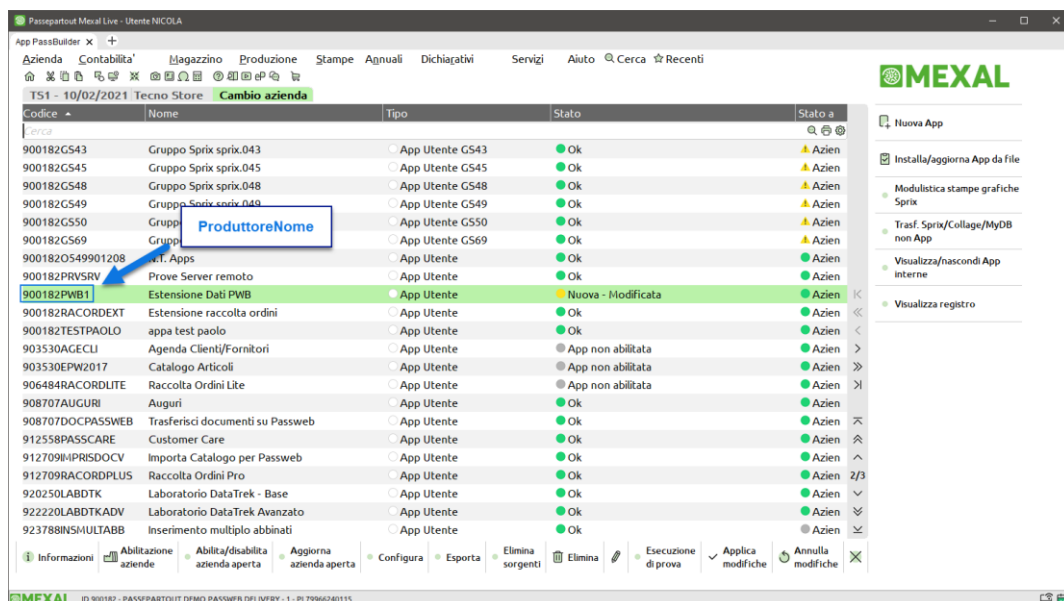 Passepartout Mexal Live - Utente NICOLA
App PassBuilder × +
Azienda Contabilita' Magazzino Produzione Stampe Annuali Dichiarativi Servizi Aiuto Cerca Recenti
MEXAL
TS1 - 10/02/2021 Tecno Store Cambio azienda
Codice Nome Tipo Stato Stato a
Cerca
900182GS43 Gruppo Sprix sprix.043 App Utente GS43 Ok Azien
900182GS45 Gruppo Sprix sprix.045 App Utente GS45 Ok Azien
900182GS48 Gruppo Sprix sprix.048 App Utente GS48 Ok Azien
900182GS49 Gruppo Sprix sprix.049 App Utente GS49 Ok Azien
900182GS50 Grupp App Utente GS50 Ok Azien
900182GS69 Grupp App Utente GS69 Ok Azien
ProduttoreNome
900182O549901208 N.T. Apps App Utente Ok Azien
900182PRVSRV Prove Server remoto App Utente Ok Azien
900182PWB1 Estensione Dati PWB App Utente Nuova - Modificata Azien
900182RACORDEXT Estensione raccolta ordini App Utente Ok Azien
900182TESTPAOLO appa test paolo App Utente Ok Azien
903530AGECLI Agenda Clienti/Fornitori App Utente App non abilitata Azien
903530EPW2017 Catalogo Articoli App Utente App non abilitata Azien
906484RACORDLITE Raccolta Ordini Lite App Utente App non abilitata Azien
908707AUGURI Auguri App Utente Ok Azien
908707DOCPASSWEB Trasferisci documenti su Passweb App Utente Ok Azien
912558PASSCARE Customer Care App Utente Ok Azien
912709IMPRISDOCV Importa Catalogo per Passweb App Utente Ok Azien
912709RACORDPLUS Raccolta Ordini Pro App Utente Ok Azien 2/3
920250LABDTK Laboratorio DataTrek - Base App Utente Ok Azien
922220LABDTKADV Laboratorio DataTrek Avanzato App Utente Ok Azien
923788INSMULTABB Inserimento multiplo abbinati App Utente Ok Azien
Nuova App
Installa/aggiorna App da file
Modulistica stampe grafiche
Sprix
Trasf. Sprix/Collage/MyDB
non App
Visualizza/nascondi App
interne
Visualizza registro
Informazioni Abilitazione Abilita/disabilita Aggiorna Configura Esporta Elimina Elimina Esecuzione Applica Annulla
aziende azienda aperta azienda aperta sorgenti di prova modifiche modifiche
MEXAL ID 900182 - PASSEPARTOUT DEMO PASSWEB DELIVERY - 1 - PI 79966240115